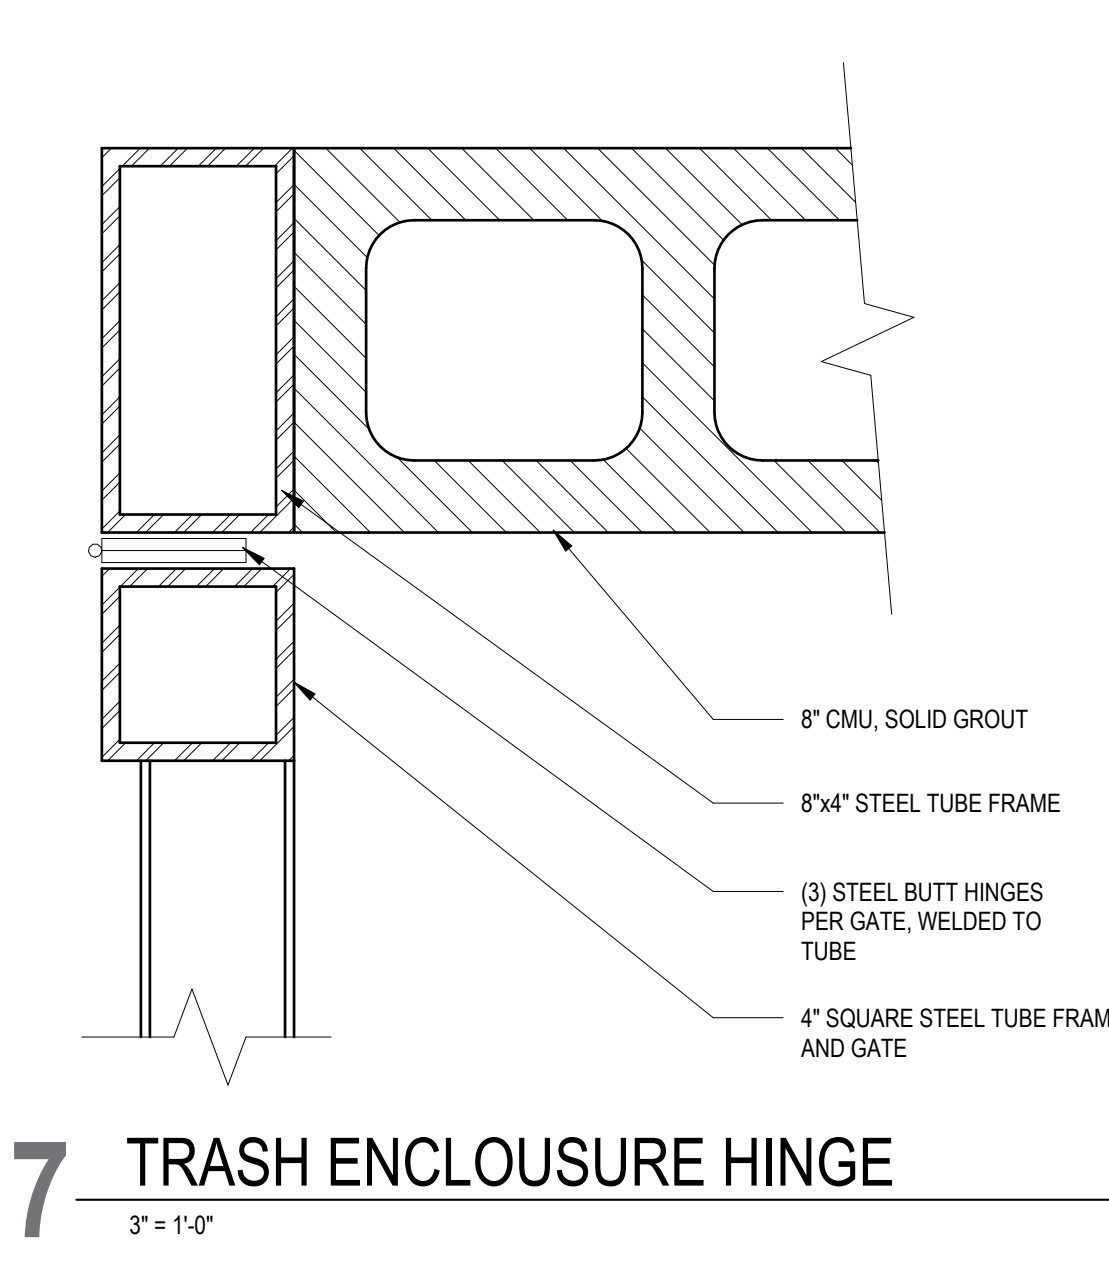 8" CMU, SOLID GROUT
8"x4" STEEL TUBE FRAME
(3) STEEL BUTT HINGES
PER GATE, WELDED TO
TUBE
4" SQUARE STEEL TUBE FRAM
AND GATE
7
TRASH ENCLOUSURE HINGE
3" = 1'-0"